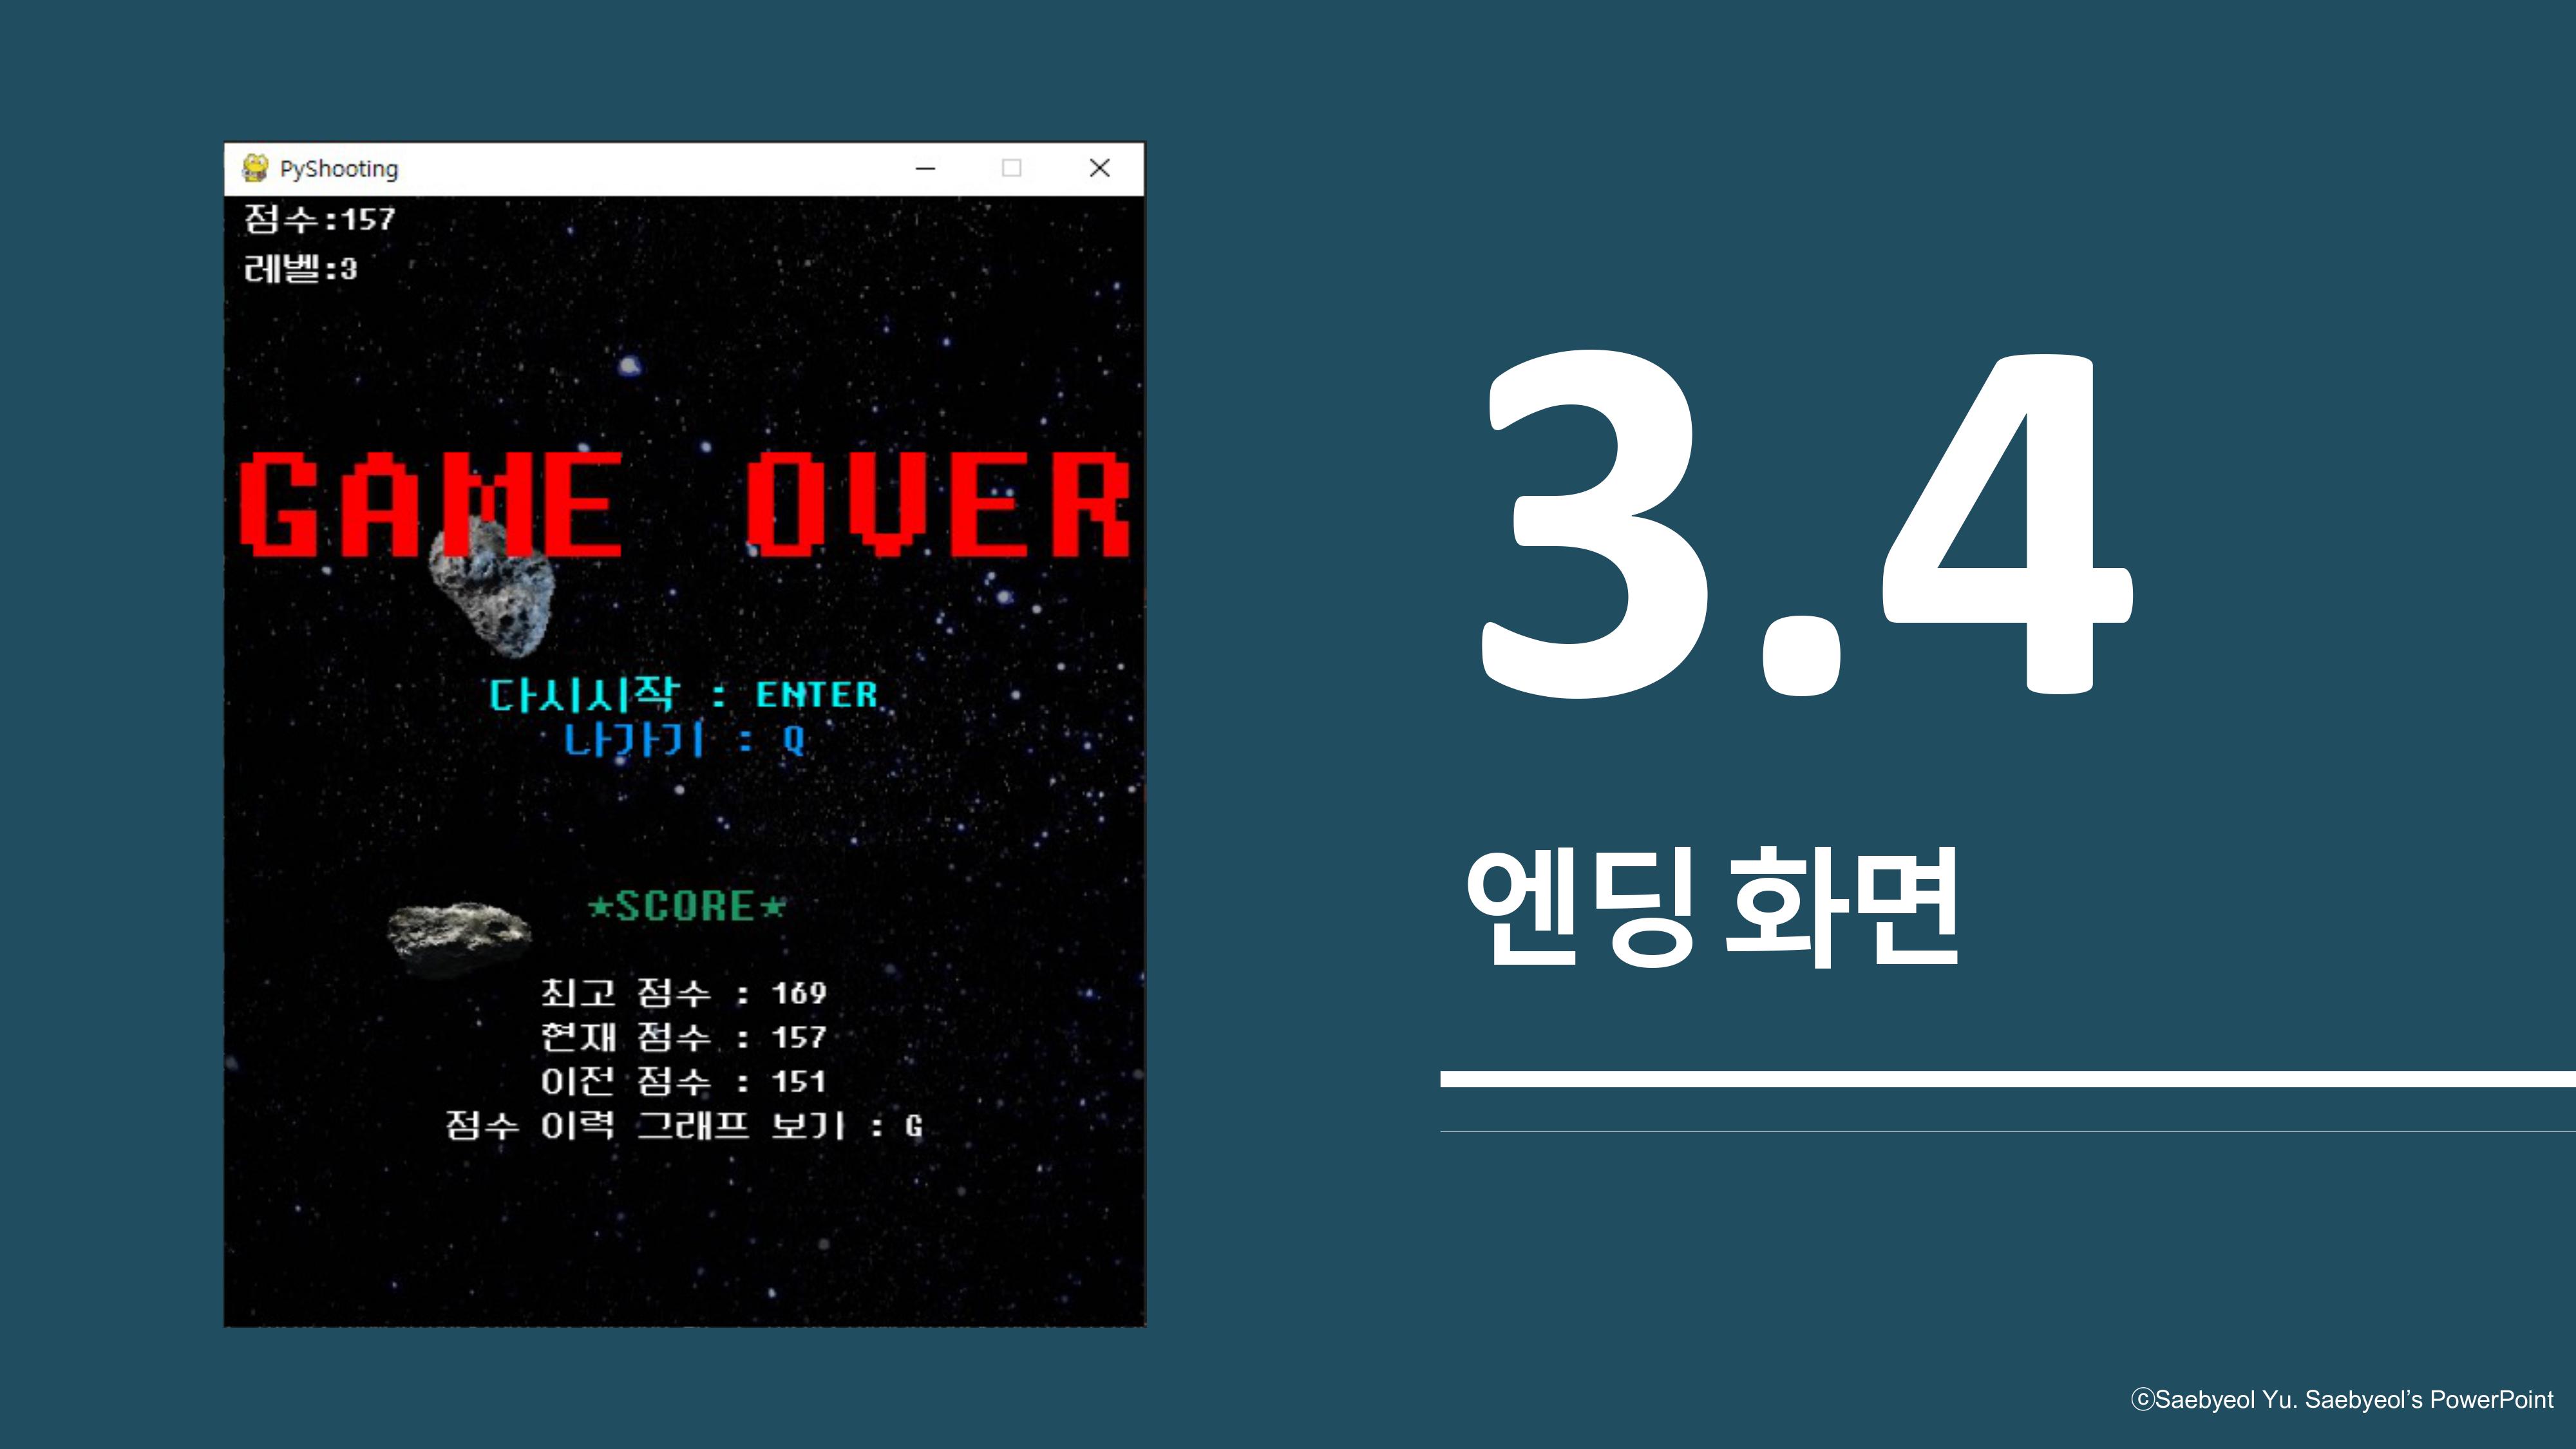 PyShooting
점수:157
레벨:3
GAME OVER
다시시작 : ENTER
나가기 : Q
★SCORE★
최고 점수 : 169
현재 점수 : 157
이전 점수 : 151
점수 이력 그래프 보기 : G
3.4
엔딩 화면
ⓒSaebyeol Yu. Saebyeol’s PowerPoint